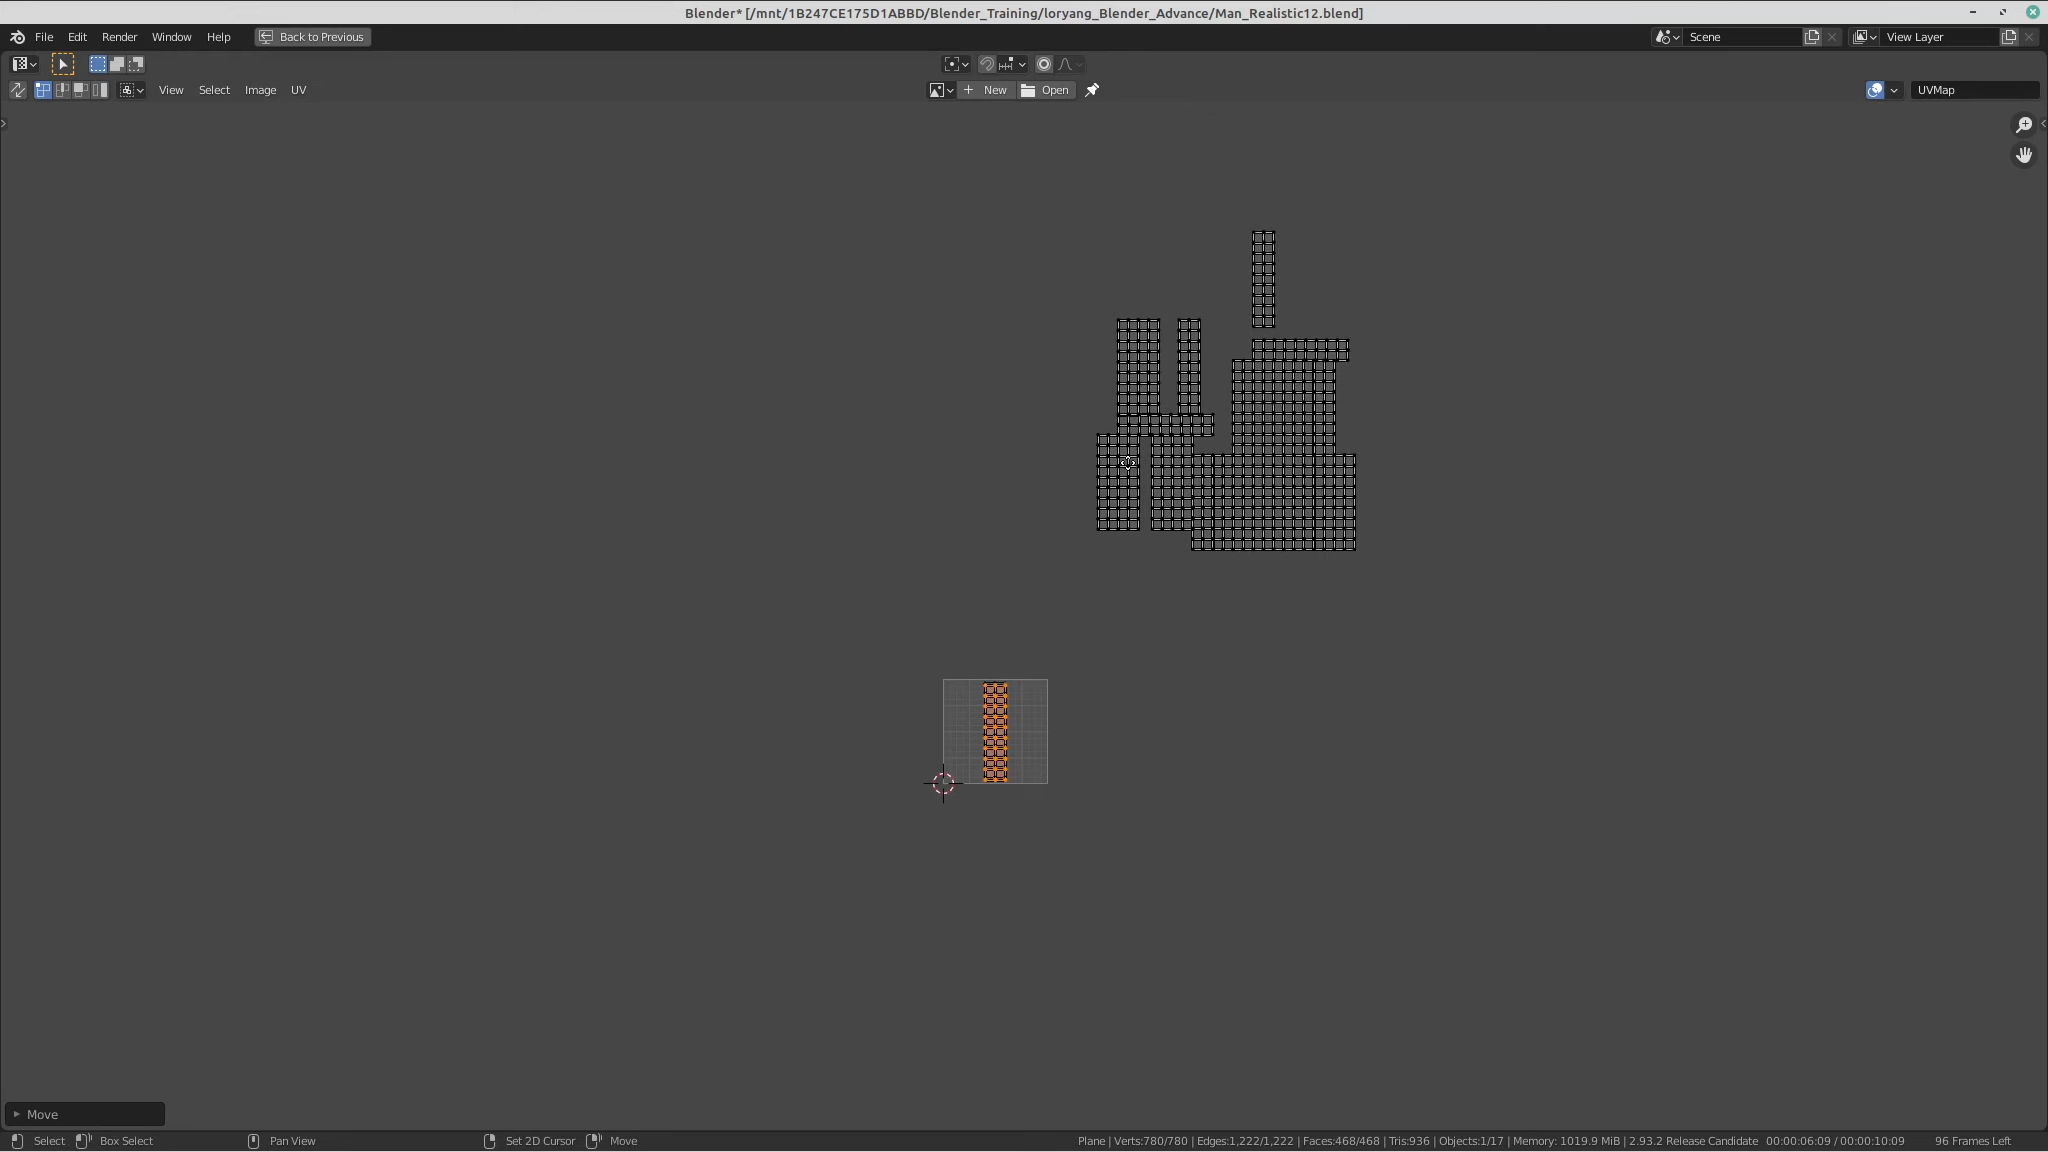 Blender* [/mnt/1B247CE175D1ABBD/Blender_Training/loryang_Blender_Advance/Man_Realistic12.blend]
File Edit Render Window Help Back to Previous Scene View Layer
View Select Image UV New Open UVMap
Move
Select Box Select Pan View Set 2D Cursor Move Plane | Verts:780/780 | Edges:1,222/1,222 | Faces:468/468 | Tris:936 | Objects:1/17 | Memory: 1019.9 MiB | 2.93.2 Release Candidate 00:00:06:09 / 00:00:10:09 96 Frames Left